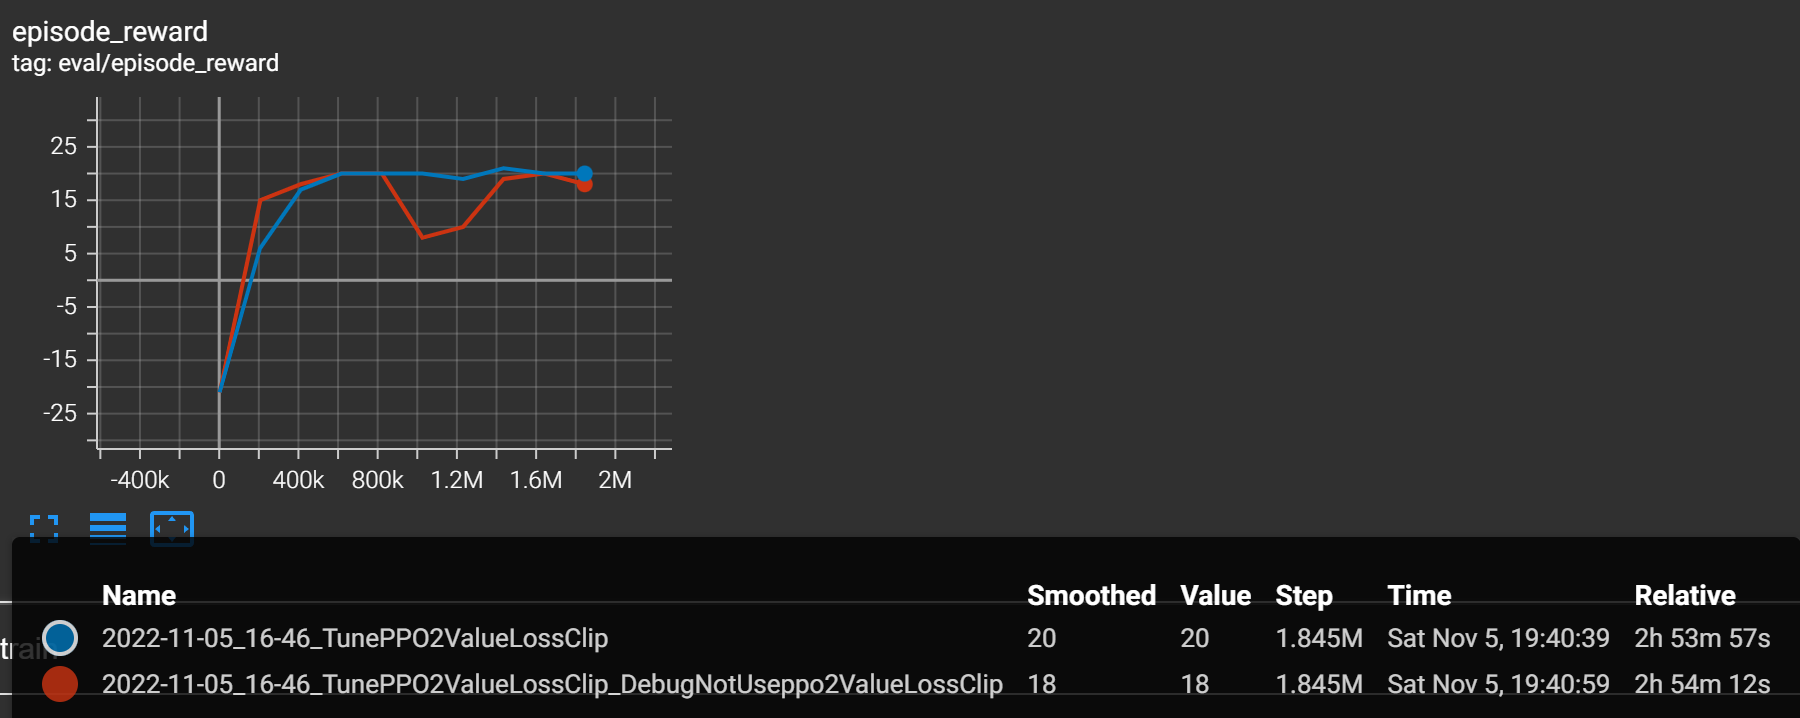 episode_reward
tag: eval/episode_reward
25
15
5
-5
-15
-25
-400k 0 400k 800k 1.2M 1.6M 2M
Name Smoothed Value Step Time Relative
2022-11-05_16-46_TunePPO2ValueLossClip 20 20 1.845M Sat Nov 5, 19:40:39 2h 53m 57s
train
2022-11-05_16-46_TunePPO2ValueLossClip_DebugNotUseppo2ValueLossClip 18 18 1.845M Sat Nov 5, 19:40:59 2h 54m 12s